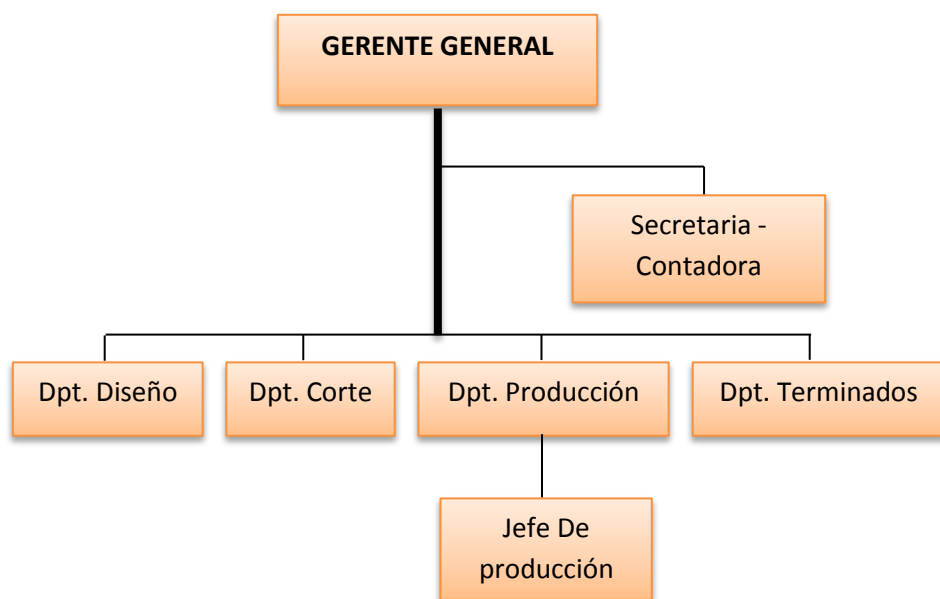 GERENTE GENERAL
Secretaria -
Contadora
Dpt. Diseño
Dpt. Corte
Dpt. Producción
Dpt. Terminados
Jefe De
producción